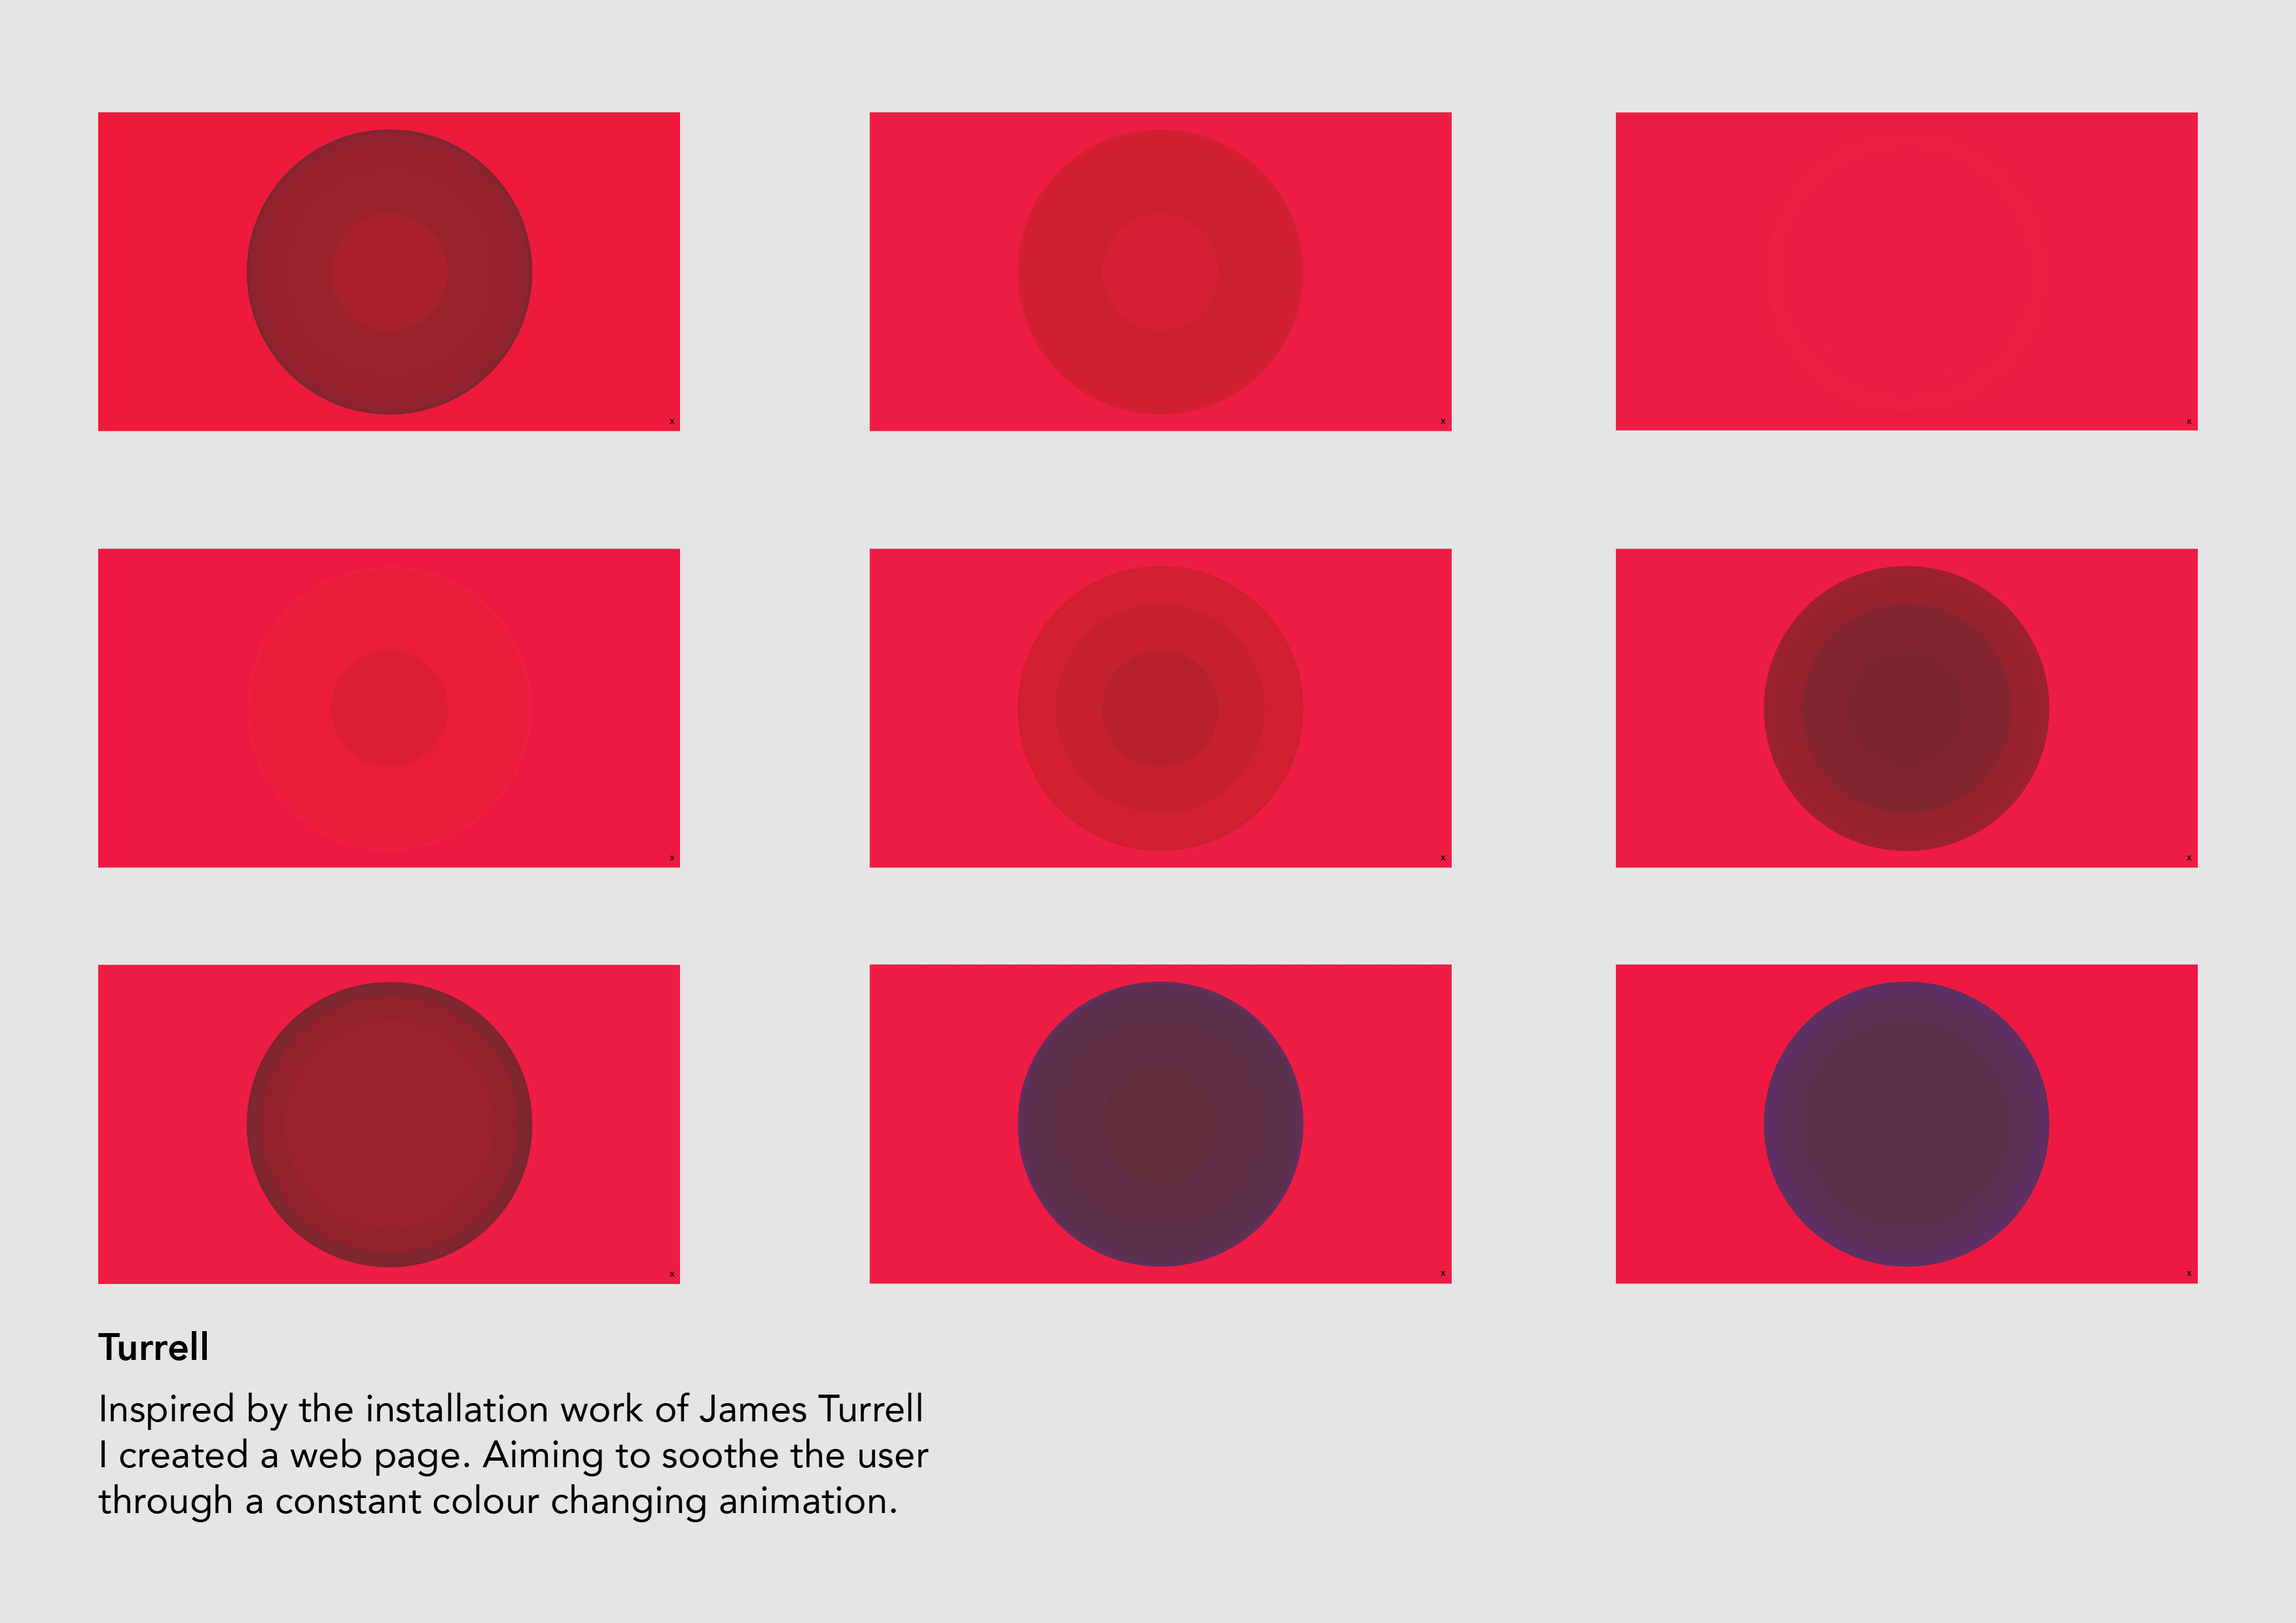 x
x
x
x
x
x
x
x
x
Turrell
Inspired by the installation work of James Turrell
I created a web page. Aiming to soothe the user
through a constant colour changing animation.